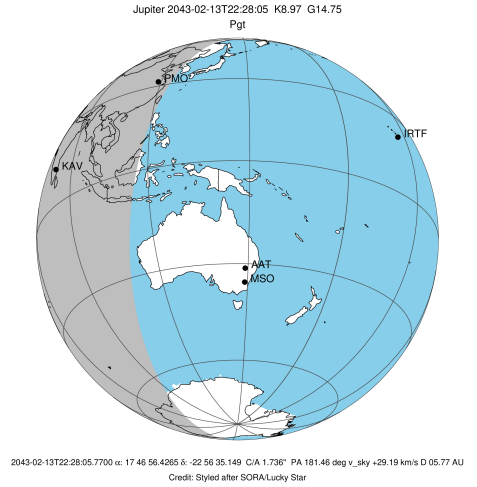 Jupiter 2043-02-13T22:28:05 K8.97 G14.75
Pgt
PMO
IRTF
KAV
AAT
MSO
2043-02-13T22:28:05.7700 α: 17 46 56.4265 δ: -22 56 35.149 C/A 1.736" PA 181.46 deg v_sky +29.19 km/s D 05.77 AU
Credit: Styled after SORA/Lucky Star